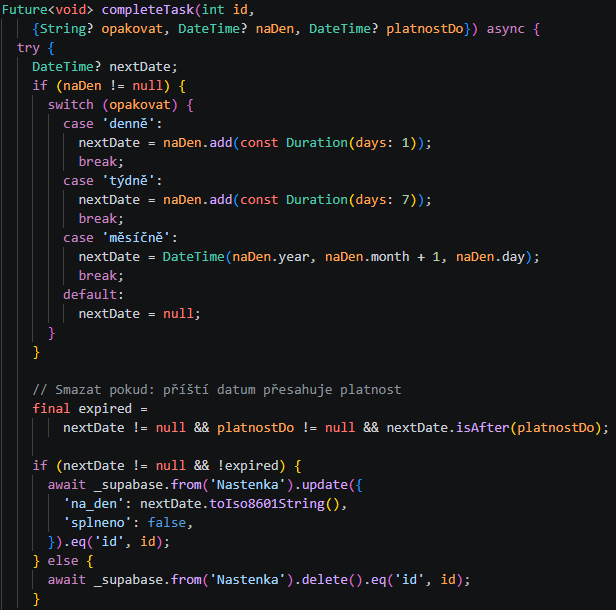 Future<void> completeTask(int id,
    {String? opakovat, DateTime? naDen, DateTime? platnostDo}) async {
  try {
    DateTime? nextDate;
    if (naDen != null) {
      switch (opakovat) {
        case 'denně':
          nextDate = naDen.add(const Duration(days: 1));
          break;
        case 'týdně':
          nextDate = naDen.add(const Duration(days: 7));
          break;
        case 'měsíčně':
          nextDate = DateTime(naDen.year, naDen.month + 1, naDen.day);
          break;
        default:
          nextDate = null;
      }
    }

    // Smazat pokud: příští datum přesahuje platnost
    final expired =
        nextDate != null && platnostDo != null && nextDate.isAfter(platnostDo);

    if (nextDate != null && !expired) {
      await _supabase.from('Nastenka').update({
        'na_den': nextDate.toIso8601String(),
        'splneno': false,
      }).eq('id', id);
    } else {
      await _supabase.from('Nastenka').delete().eq('id', id);
    }